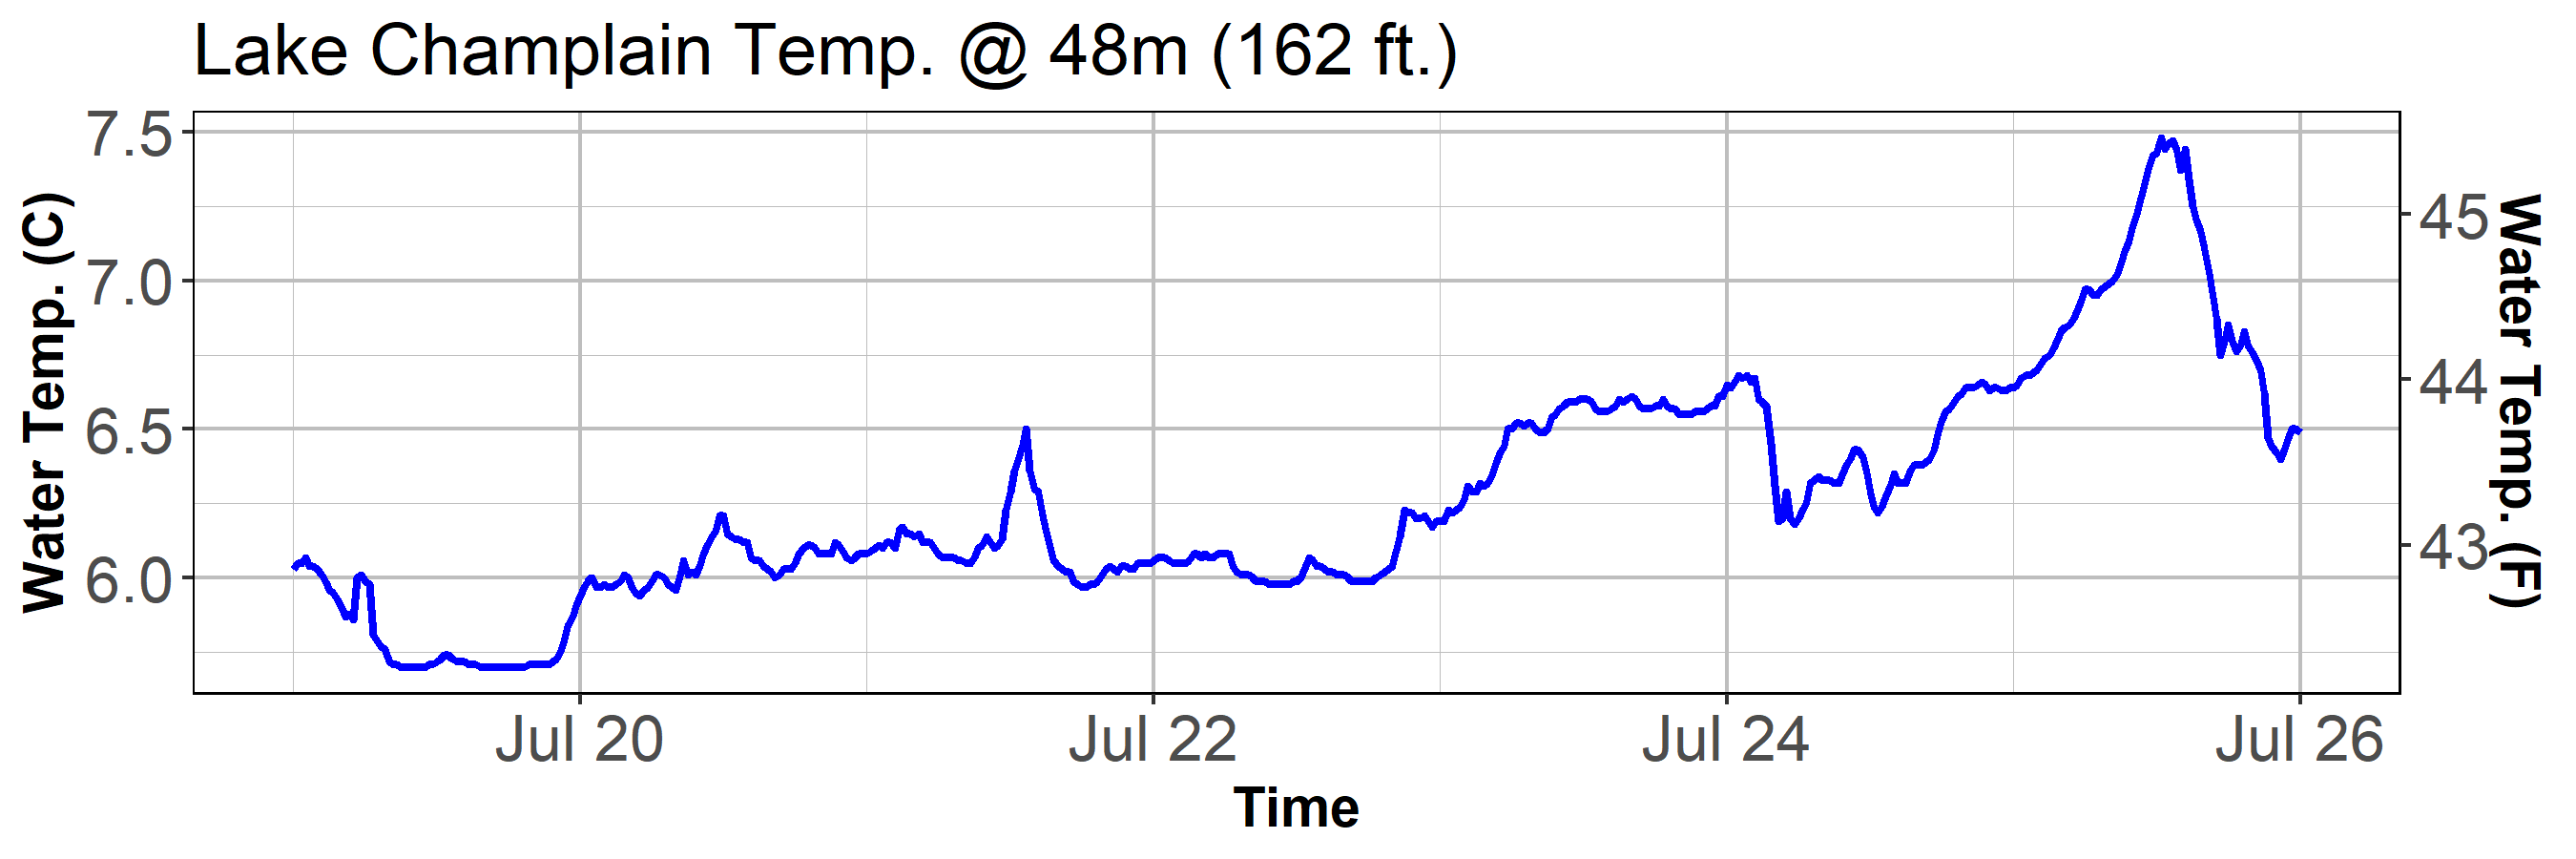 Lake Champlain Temp. @ 48m (162 ft.)
Water Temp. (C)
7.5
7.0
6.5
6.0
45
44
43
Water Temp. (F)
Jul 20
Jul 22
Jul 24
Jul 26
Time